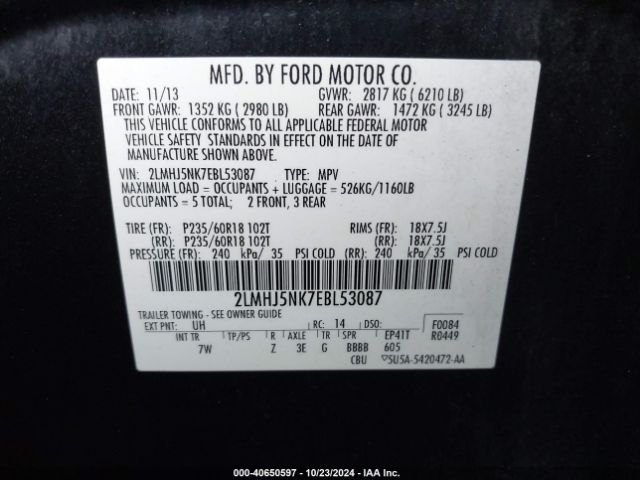 MFD. BY FORD MOTOR CO.
DATE: 11/13 GVWR: 2817 KG ( 6210 LB)
FRONT GAWR: 1352 KG ( 2980 LB) REAR GAWR: 1472 KG ( 3245 LB)
THIS VEHICLE CONFORMS TO ALL APPLICABLE FEDERAL MOTOR
VEHICLE SAFETY STANDARDS IN EFFECT ON THE DATE OF
MANUFACTURE SHOWN ABOVE.
VIN: 2LMHJ5NK7EBL53087 TYPE: MPV
MAXIMUM LOAD = OCCUPANTS + LUGGAGE = 526KG/1160LB
OCCUPANTS = 5 TOTAL: 2 FRONT, 3 REAR
TIRE (FR): P235/60R18 102T RIMS (FR): 18X7.5J
(RR): P235/60R18 102T (RR): 18X7.5J
PRESSURE (FR): 240 kPa/ 35 PSI COLD (RR): 240 kPa/ 35 PSI COLD
2LMHJ5NK7EBL53087
TRAILER TOWING - SEE OWNER GUIDE
EXT PNT: UH RC: 14 DSO: F0084
INT TR TP/PS R AXLE TR SPR EP41T R0449
7W Z 3E G BBBB 605
CBU 5U5A-5420472-AA
000-40650597 - 10/23/2024 - IAA Inc.